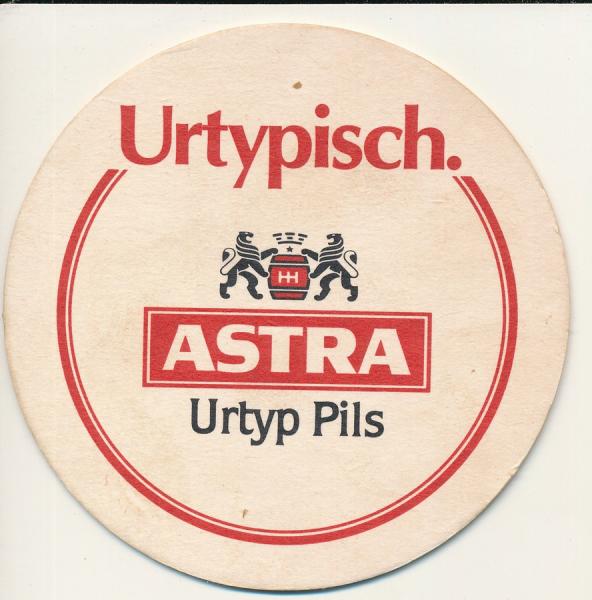 Urtypisch.
HH
ASTRA
Urtyp Pils